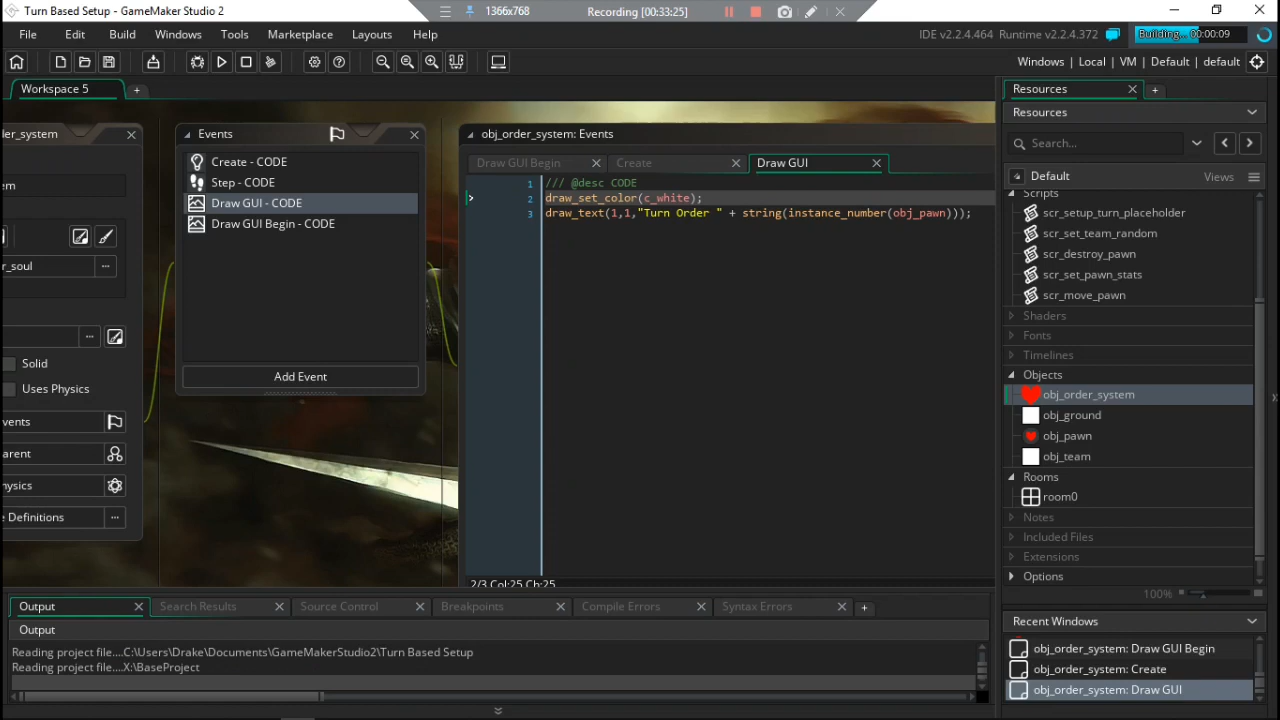 Turn Based Setup - GameMaker Studio 2
1366x768
Recording [00:33:25]
File Edit Build Windows Tools Marketplace Layouts Help
IDE v2.2.4.464 Runtime v2.2.4.372
Building... 00:00:09
Windows | Local | VM | Default | default
Workspace 5
+
Resources
+
rder_system
Events
obj_order_system: Events
Resources
Draw GUI Begin
Create
Draw GUI
Search...
Create - CODE
Step - CODE
Draw GUI - CODE
Draw GUI Begin - CODE
Add Event
em
r_soul
Solid
Uses Physics
vents
arent
hysics
e Definitions
1 /// @desc CODE
2 draw_set_color(c_white);
3 draw_text(1,1,"Turn Order " + string(instance_number(obj_pawn)));
2/3 Col:25 Ch:25
Default
Views
Scripts
scr_setup_turn_placeholder
scr_set_team_random
scr_destroy_pawn
scr_set_pawn_stats
scr_move_pawn
Shaders
Fonts
Timelines
Objects
obj_order_system
obj_ground
obj_pawn
obj_team
Rooms
room0
Notes
Included Files
Extensions
Options
100%
Output
Search Results
Source Control
Breakpoints
Compile Errors
Syntax Errors
+
Output
Reading project file....C:\Users\Drake\Documents\GameMakerStudio2\Turn Based Setup
Reading project file....X:\BaseProject
Recent Windows
obj_order_system: Draw GUI Begin
obj_order_system: Create
obj_order_system: Draw GUI